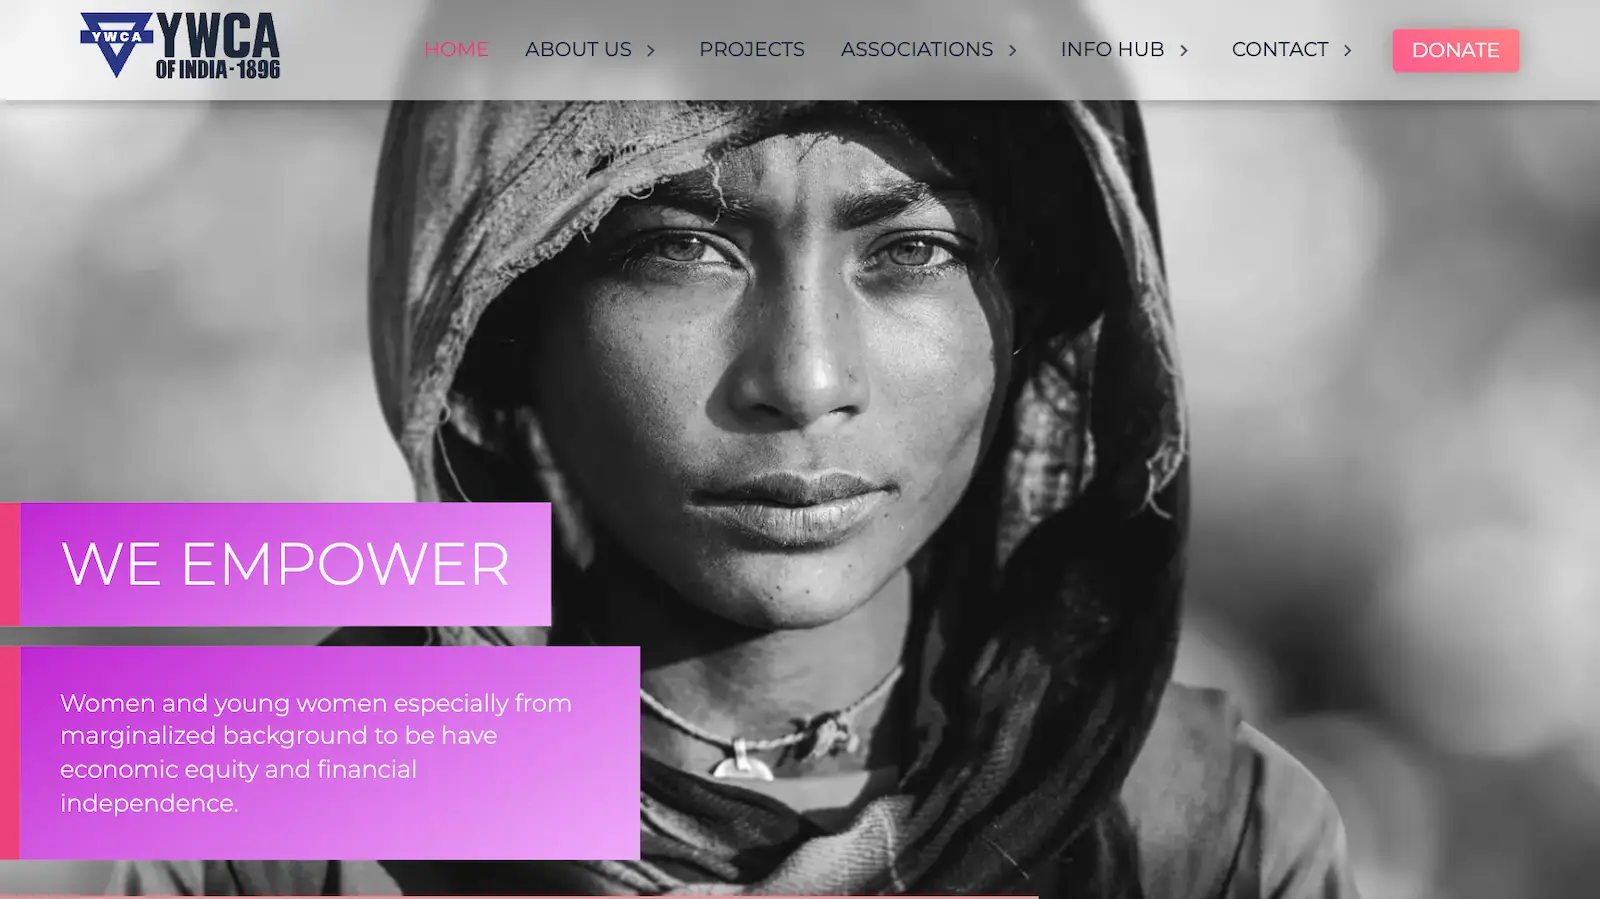 YWCA
YWCA
OF INDIA - 1896
HOME
ABOUT US
PROJECTS
ASSOCIATIONS
INFO HUB
CONTACT
DONATE
WE EMPOWER
Women and young women especially from
marginalized background to be have
economic equity and financial
independence.